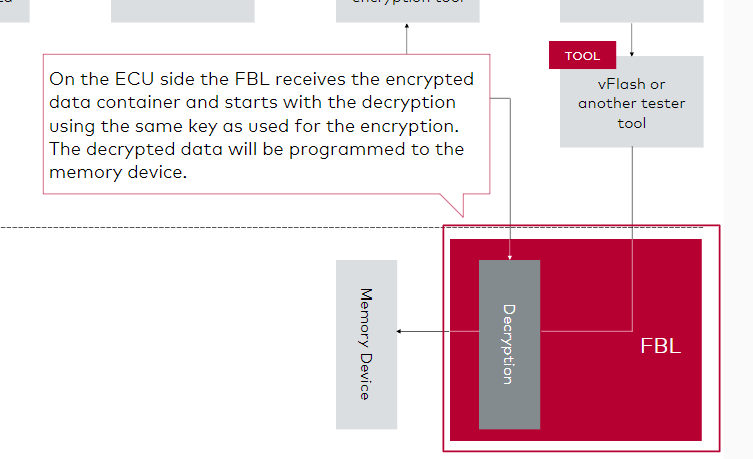 encryption tool
TOOL
vFlash or
another tester
tool
On the ECU side the FBL receives the encrypted
data container and starts with the decryption
using the same key as used for the encryption.
The decrypted data will be programmed to the
memory device.
Memory Device
Decryption
FBL